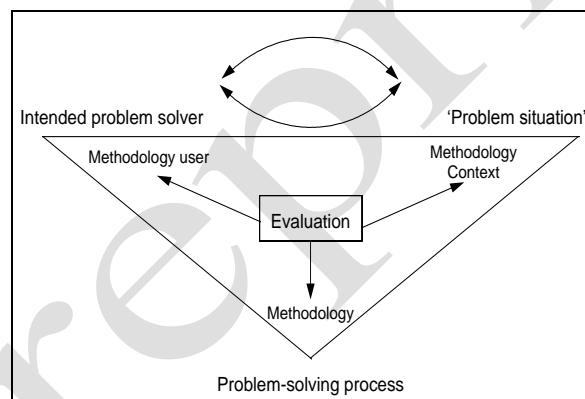 Intended problem solver
'Problem situation'
Methodology user
Methodology
Context
Evaluation
Methodology
Problem-solving process